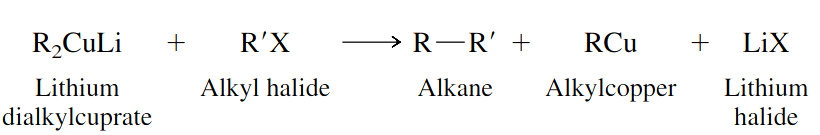 R₂CuLi + R′X ⟶ R—R′ + RCu + LiX
Lithium Alkyl halide Alkane Alkylcopper Lithium
dialkylcuprate halide